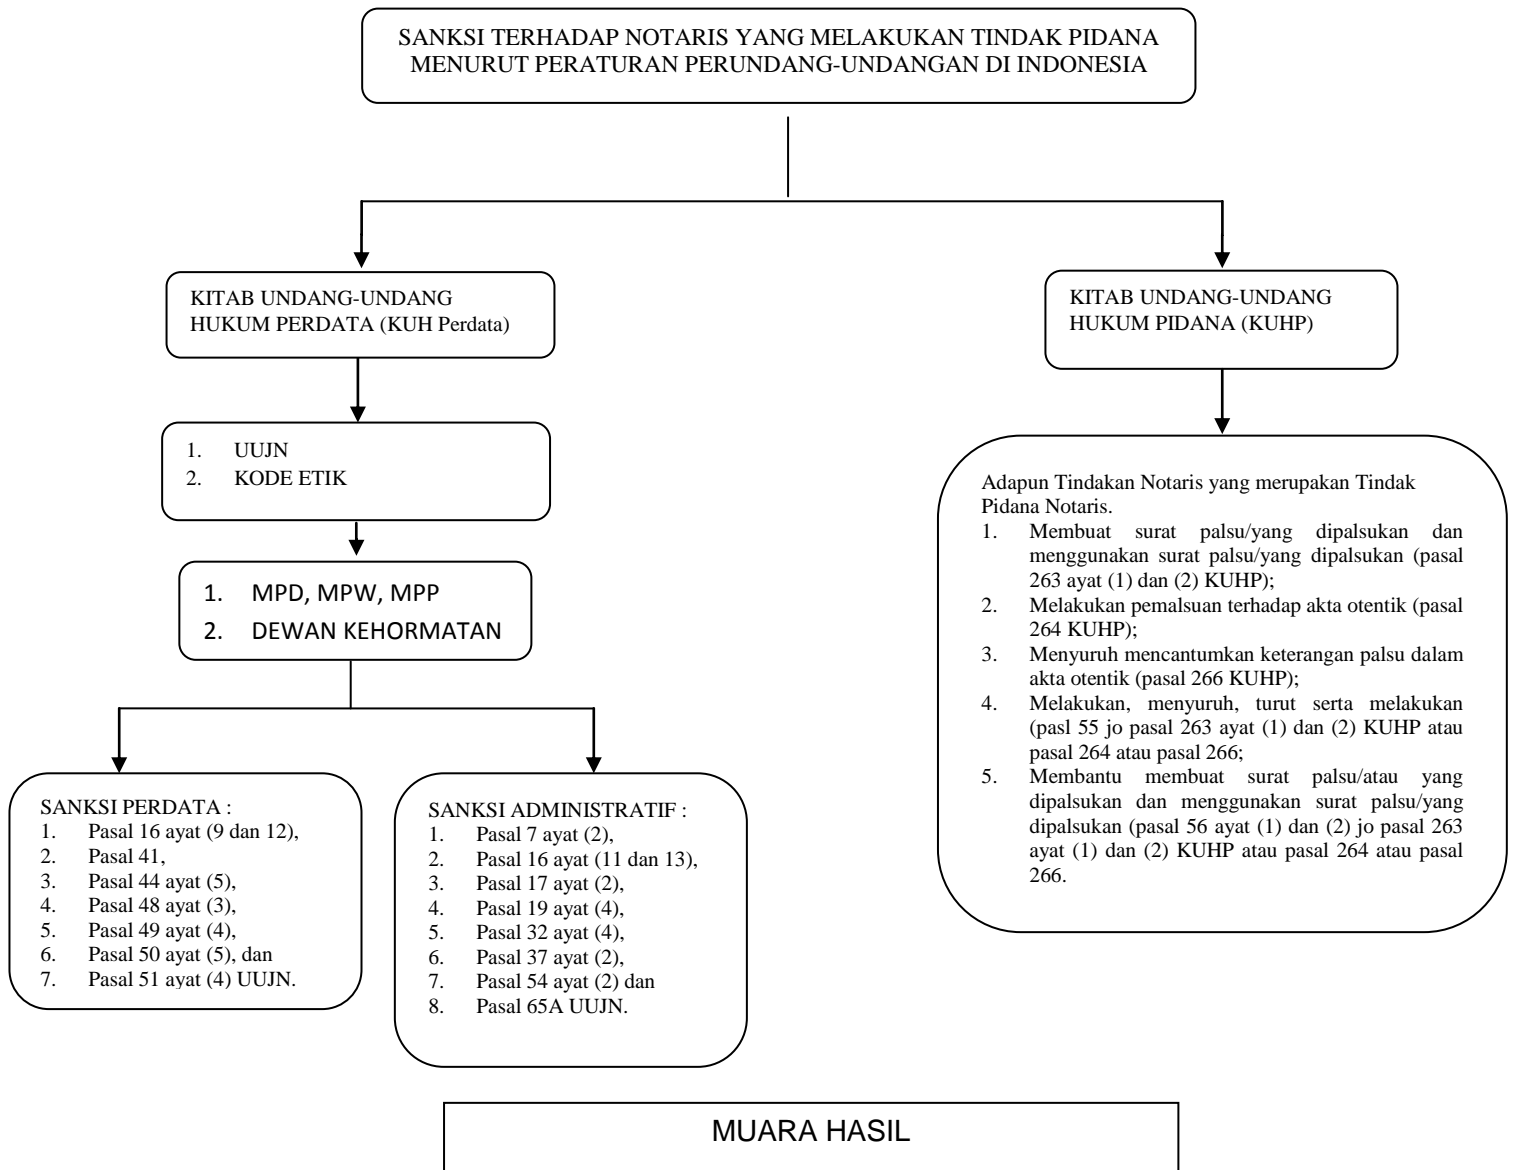 SANKSI TERHADAP NOTARIS YANG MELAKUKAN TINDAK PIDANA
MENURUT PERATURAN PERUNDANG-UNDANGAN DI INDONESIA
KITAB UNDANG-UNDANG
HUKUM PERDATA (KUH Perdata)
KITAB UNDANG-UNDANG
HUKUM PIDANA (KUHP)
1. UUJN
2. KODE ETIK
1. MPD, MPW, MPP
2. DEWAN KEHORMATAN
SANKSI PERDATA :
1. Pasal 16 ayat (9 dan 12),
2. Pasal 41,
3. Pasal 44 ayat (5),
4. Pasal 48 ayat (3),
5. Pasal 49 ayat (4),
6. Pasal 50 ayat (5), dan
7. Pasal 51 ayat (4) UUJN.
SANKSI ADMINISTRATIF :
1. Pasal 7 ayat (2),
2. Pasal 16 ayat (11 dan 13),
3. Pasal 17 ayat (2),
4. Pasal 19 ayat (4),
5. Pasal 32 ayat (4),
6. Pasal 37 ayat (2),
7. Pasal 54 ayat (2) dan
8. Pasal 65A UUJN.
Adapun Tindakan Notaris yang merupakan Tindak
Pidana Notaris.
1. Membuat surat palsu/yang dipalsukan dan
menggunakan surat palsu/yang dipalsukan (pasal
263 ayat (1) dan (2) KUHP);
2. Melakukan pemalsuan terhadap akta otentik (pasal
264 KUHP);
3. Menyuruh mencantumkan keterangan palsu dalam
akta otentik (pasal 266 KUHP);
4. Melakukan, menyuruh, turut serta melakukan
(pasl 55 jo pasal 263 ayat (1) dan (2) KUHP atau
pasal 264 atau pasal 266;
5. Membantu membuat surat palsu/atau yang
dipalsukan dan menggunakan surat palsu/yang
dipalsukan (pasal 56 ayat (1) dan (2) jo pasal 263
ayat (1) dan (2) KUHP atau pasal 264 atau pasal
266.
MUARA HASIL